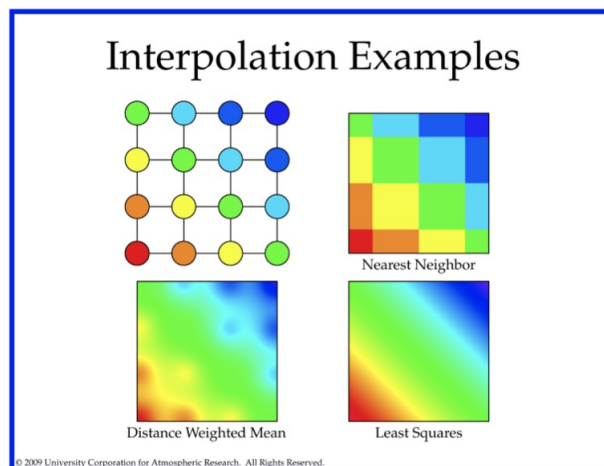 Interpolation Examples
Nearest Neighbor
Distance Weighted Mean
Least Squares
© 2009 University Corporation for Atmospheric Research. All Rights Reserved.